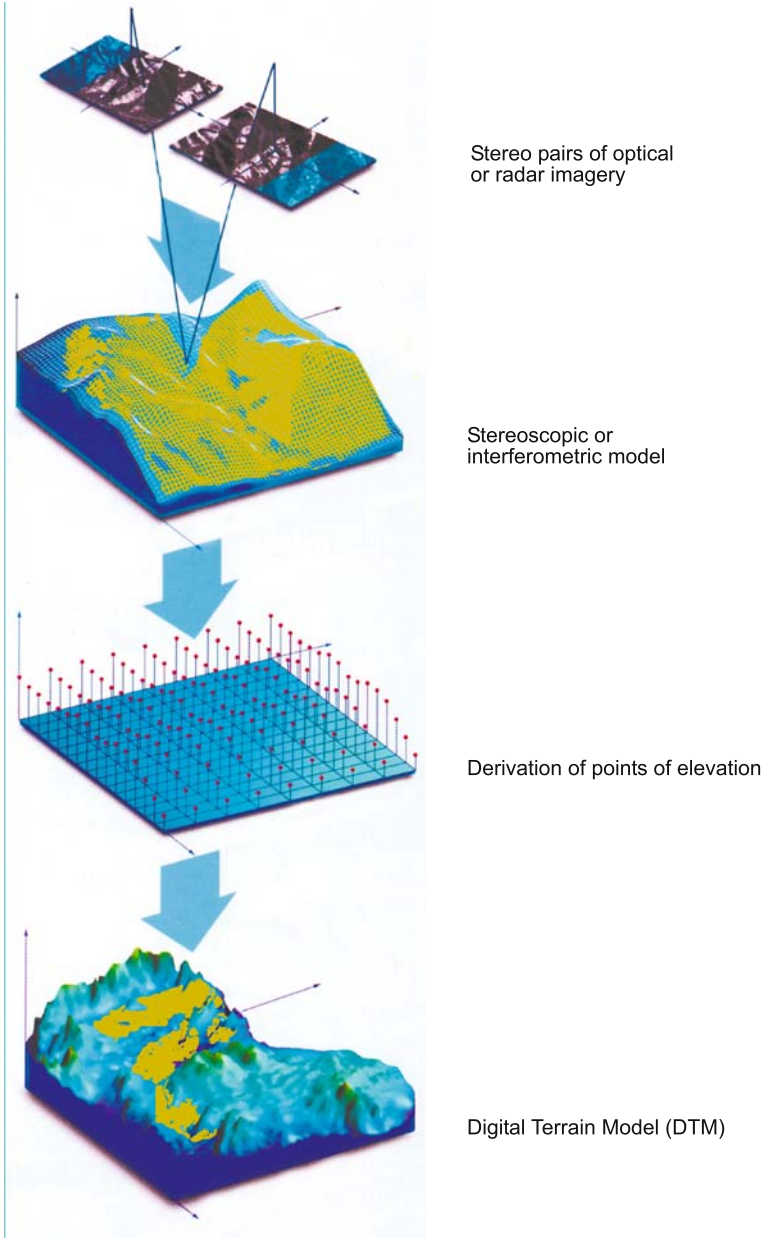 Stereo pairs of optical
or radar imagery
Stereoscopic or
interferometric model
Derivation of points of elevation
Digital Terrain Model (DTM)